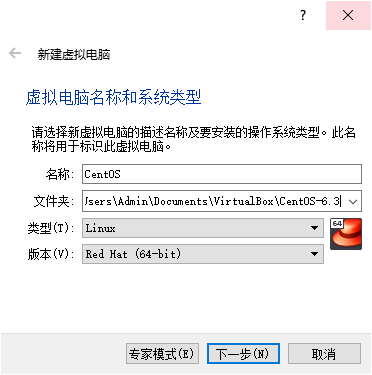 ?
新建虚拟电脑
虚拟电脑名称和系统类型
请选择新虚拟电脑的描述名称及要安装的操作系统类型。此名
称将用于标识此虚拟电脑。
名称: CentOS
文件夹: Jsers\Admin\Documents\VirtualBox\CentOS-6.3
类型(T): Linux
64
版本(V): Red Hat (64-bit)
专家模式(E) 下一步(N) 取消